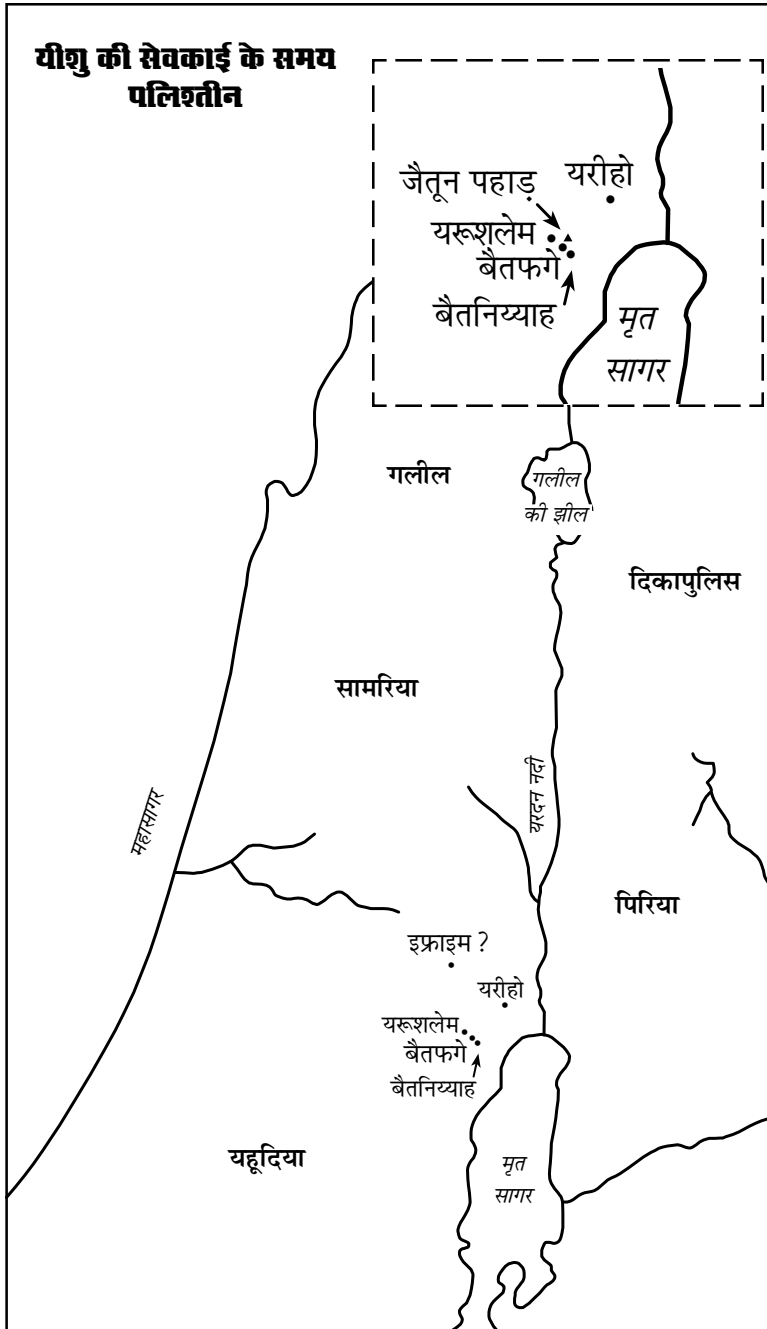 यीशु की सेवकाई के समय
पलिश्तीन
जैतून पहाड़
यरीहो
यरूशलेम
बैतफगे
बैतनिय्याह
मृत
सागर
गलील
गलील
की झील
दिकापुलिस
सामरिया
यरदन नदी
महासागर
पिरिया
इफ्राइम ?
यरीहो
यरूशलेम
बैतफगे
बैतनिय्याह
यहूदिया
मृत
सागर